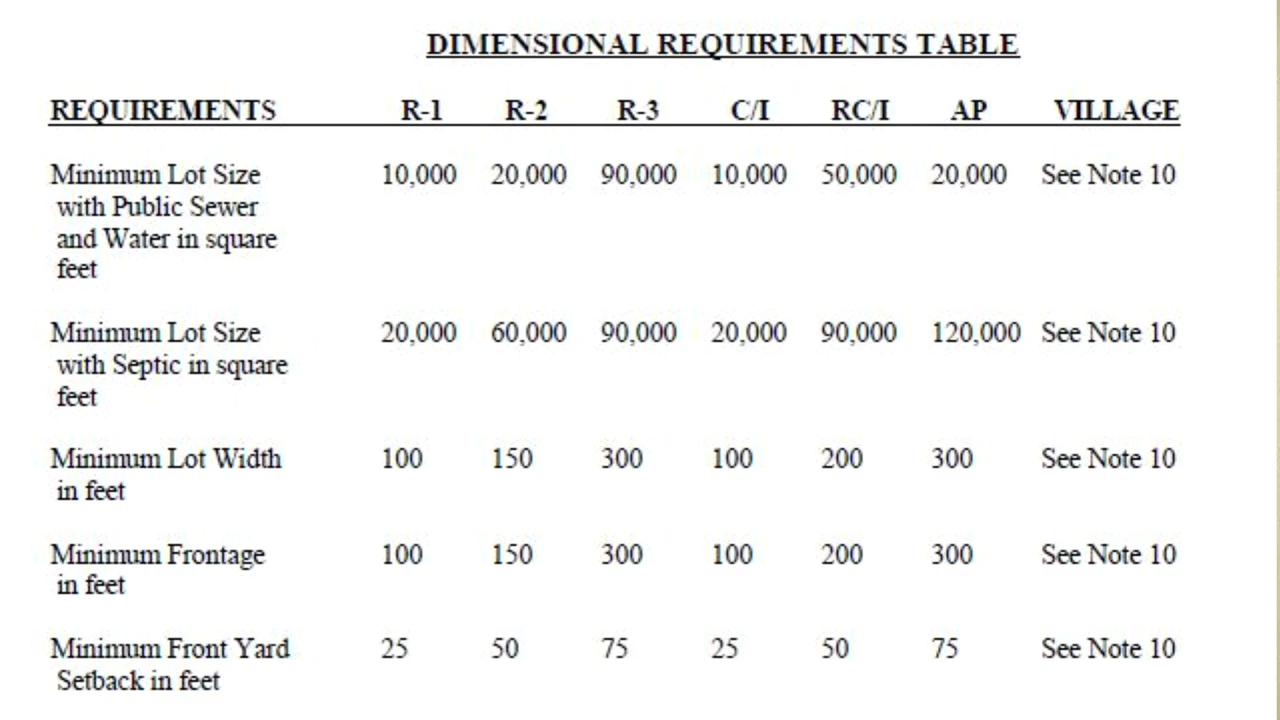 DIMENSIONAL REQUIREMENTS TABLE
REQUIREMENTS R-1 R-2 R-3 C/I RC/I AP VILLAGE
Minimum Lot Size 10,000 20,000 90,000 10,000 50,000 20,000 See Note 10
with Public Sewer
and Water in square
feet
Minimum Lot Size 20,000 60,000 90,000 20,000 90,000 120,000 See Note 10
with Septic in square
feet
Minimum Lot Width 100 150 300 100 200 300 See Note 10
in feet
Minimum Frontage 100 150 300 100 200 300 See Note 10
in feet
Minimum Front Yard 25 50 75 25 50 75 See Note 10
Setback in feet